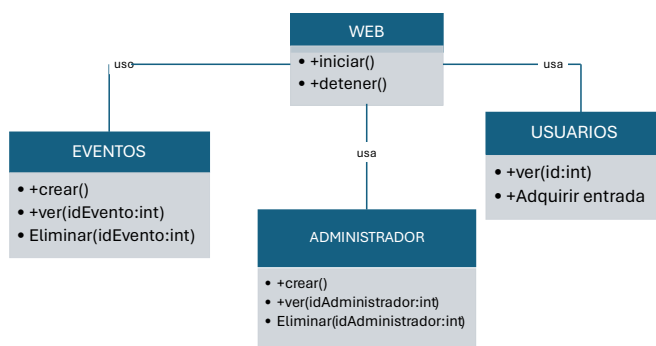 WEB
• +iniciar()
• +detener()
uso
usa
usa
EVENTOS
• +crear()
• +ver(idEvento:int)
• Eliminar(idEvento:int)
USUARIOS
• +ver(id:int)
• +Adquirir entrada
ADMINISTRADOR
• +crear()
• +ver(idAdministrador:int)
• Eliminar(idAdministrador:int)